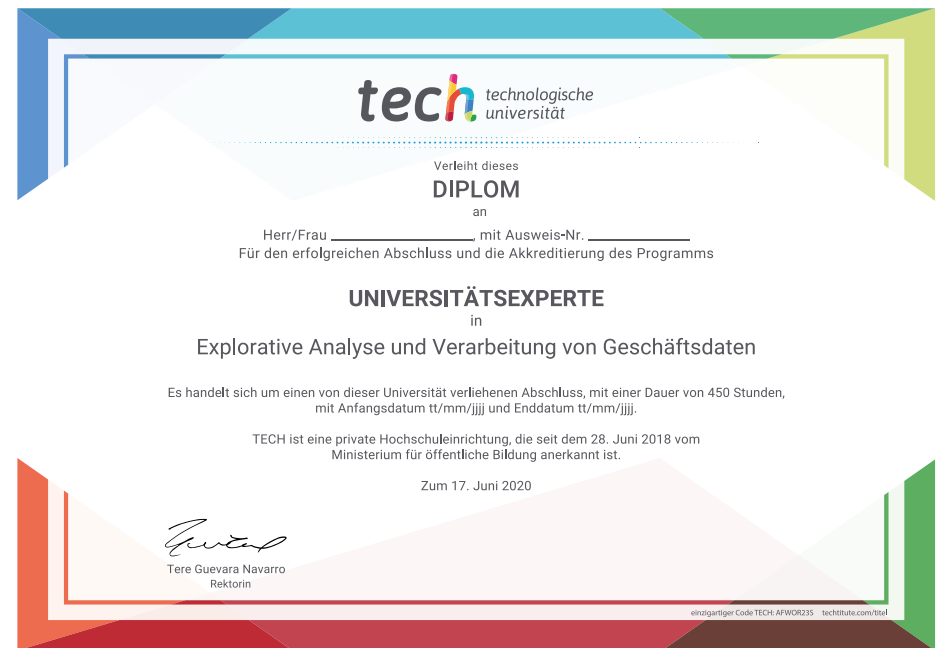 tech technologische
universität
Verleiht dieses
DIPLOM
an
Herr/Frau ____________________, mit Ausweis-Nr. ______________
Für den erfolgreichen Abschluss und die Akkreditierung des Programms
UNIVERSITÄTSEXPERTE
in
Explorative Analyse und Verarbeitung von Geschäftsdaten
Es handelt sich um einen von dieser Universität verliehenen Abschluss, mit einer Dauer von 450 Stunden,
mit Anfangsdatum tt/mm/jjjj und Enddatum tt/mm/jjjj.
TECH ist eine private Hochschuleinrichtung, die seit dem 28. Juni 2018 vom
Ministerium für öffentliche Bildung anerkannt ist.
Zum 17. Juni 2020
Tere Guevara Navarro
Rektorin
einzigartiger Code TECH: AFWOR23S techtitute.com/titel